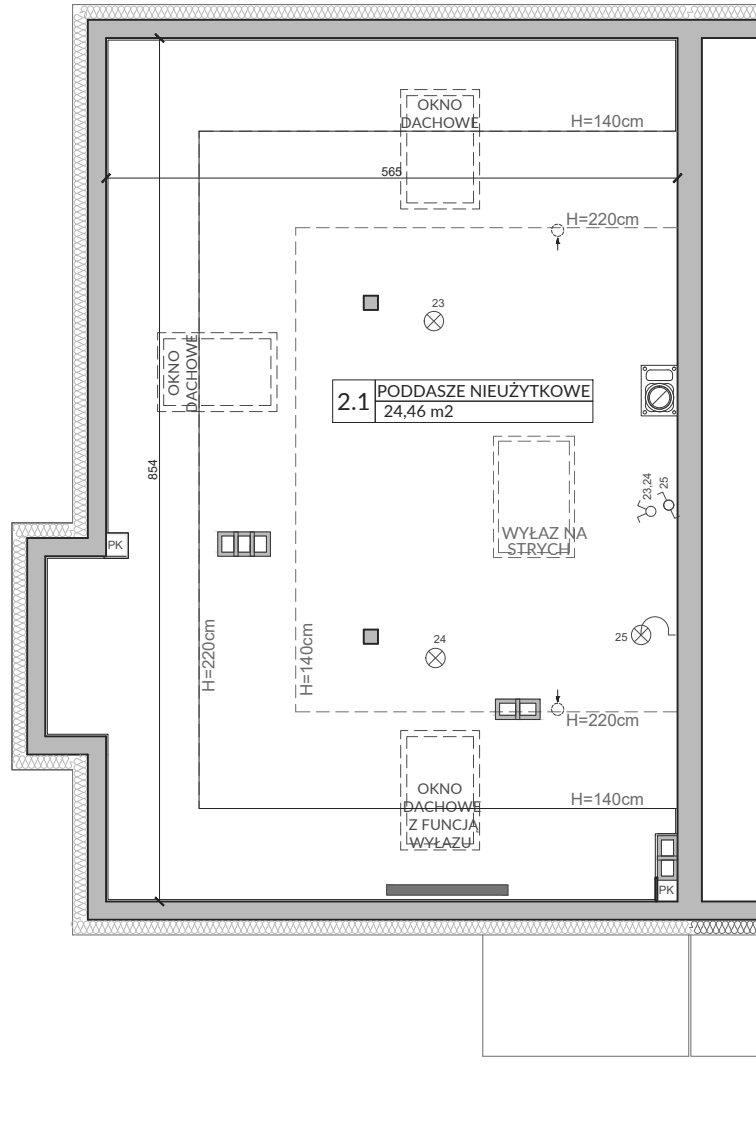 OKNO
DACHOWE
H=140cm
565
H=220cm
23
OKNO
DACHOWE
2.1
PODDASZE NIEUŻYTKOWE
24,46 m2
854
23,24
25
WYŁAZ NA
STRYCH
PK
H=220cm
H=140cm
24
25
H=220cm
OKNO
DACHOWE
Z FUNCJĄ
WYŁAZU
H=140cm
PK